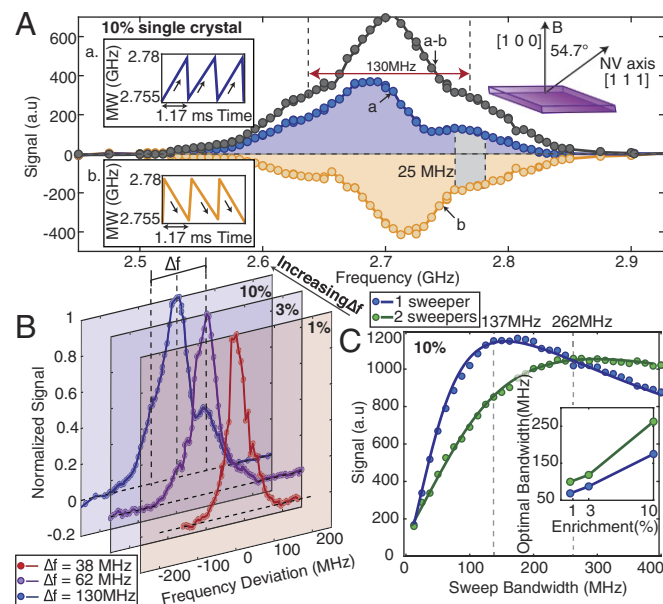 A
10% single crystal
a.
MW (GHz)
2.78
2.755
1.17 ms Time
b.
MW (GHz)
2.78
2.755
1.17 ms Time
Signal (a.u)
600
400
200
0
-200
-400
2.5
2.6
2.7
2.8
2.9
Frequency (GHz)
130MHz
a-b
a
25 MHz
b
B
[1 0 0]
54.7°
NV axis
[1 1 1]
B
Δf
Increasing Δf
10%
3%
1%
Normalized Signal
1
0.8
0.6
0.4
0.2
0
-0.2
-200
-100
0
100
200
Frequency Deviation (MHz)
Δf = 38 MHz
Δf = 62 MHz
Δf = 130MHz
1 sweeper
2 sweepers
137MHz
262MHz
C
10%
Signal (a.u)
1200
1000
800
600
400
200
0
0
100
200
300
400
Sweep Bandwidth (MHz)
Optimal Bandwidth(MHz)
250
150
50
1
3
10
Enrichment(%)